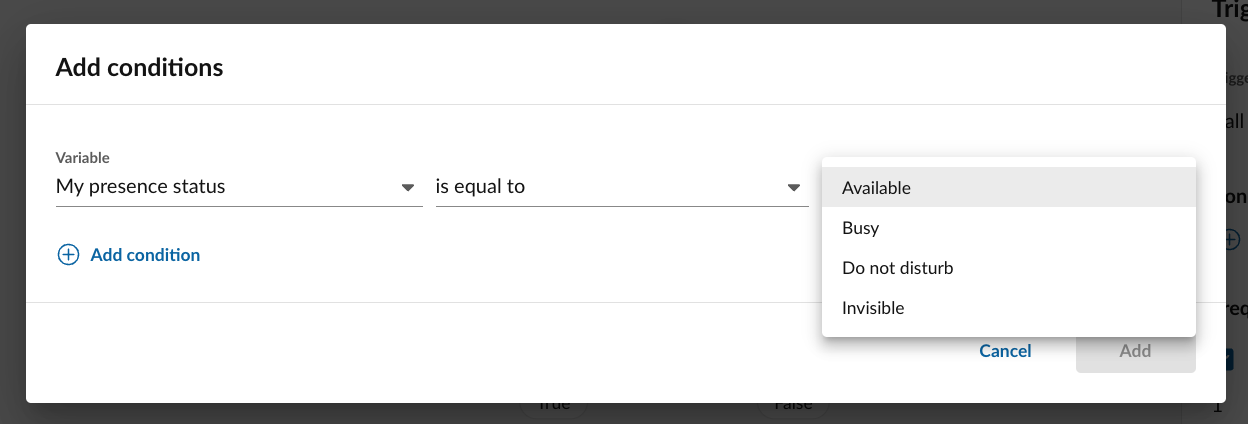 Trig
Add conditions
igge
Variable
My presence status
is equal to
Available
Busy
Do not disturb
Invisible
all
on
Add condition
req
Cancel
Add
True
False
1